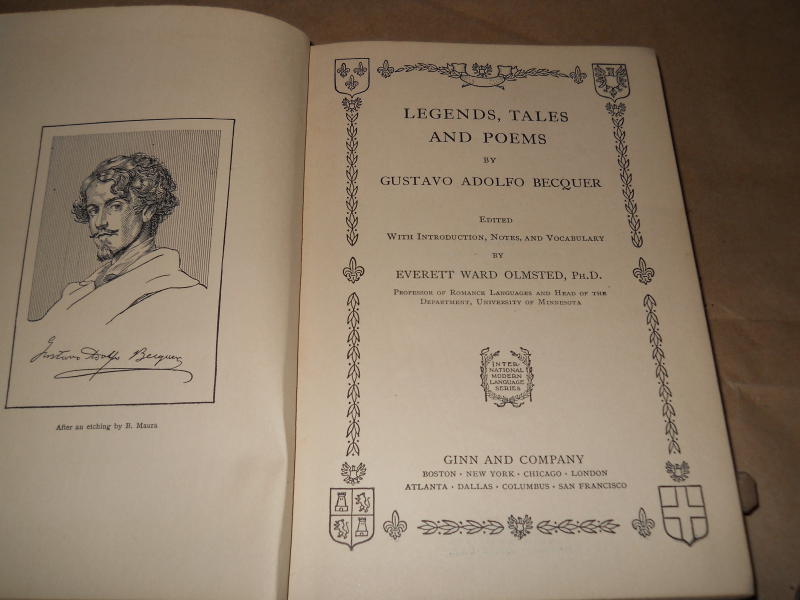 Gustavo Adolfo Becquer
After an etching by B. Maura
LEGENDS, TALES
AND POEMS
BY
GUSTAVO ADOLFO BECQUER
EDITED
WITH INTRODUCTION, NOTES, AND VOCABULARY
BY
EVERETT WARD OLMSTED, PH.D.
PROFESSOR OF ROMANCE LANGUAGES AND HEAD OF THE
DEPARTMENT, UNIVERSITY OF MINNESOTA
INTER-
NATIONAL
MODERN
LANGUAGE
SERIES
GINN AND COMPANY
BOSTON · NEW YORK · CHICAGO · LONDON
ATLANTA · DALLAS · COLUMBUS · SAN FRANCISCO